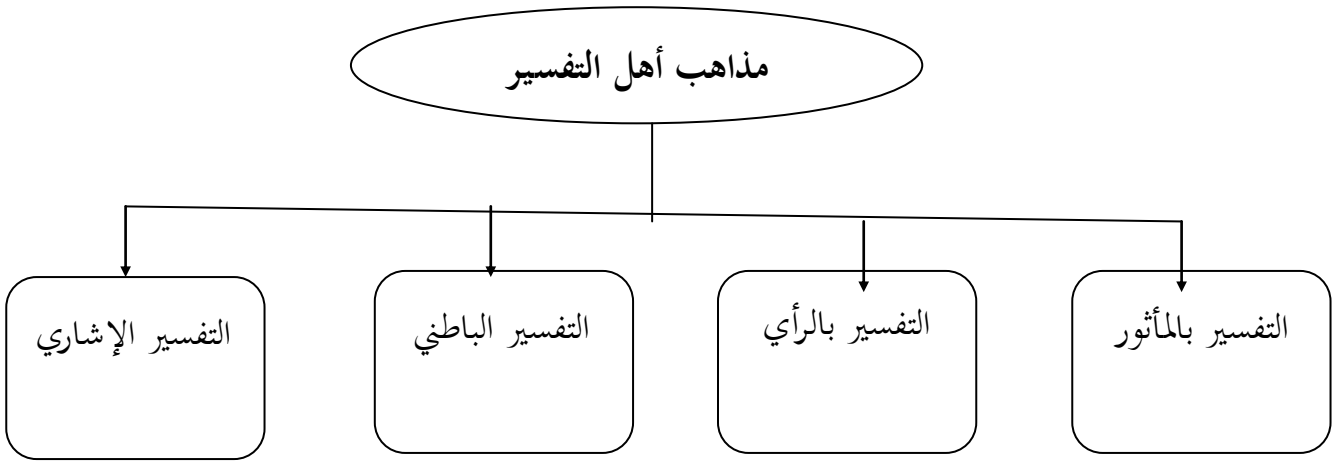 مذاهب أهل التفسير
التفسير بالمأثور
التفسير بالرأي
التفسير الباطني
التفسير الإشاري